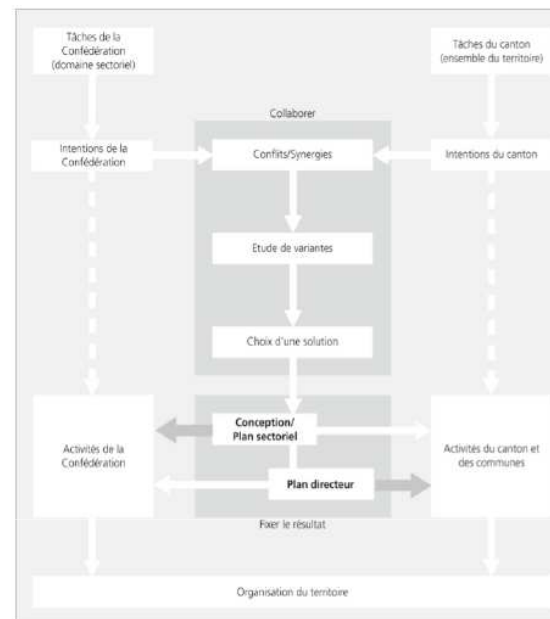 Tâches de la
Confédération
(domaine sectoriel)
Tâches du canton
(ensemble du territoire)
Collaborer
Intentions de la
Confédération
Conflits/Synergies
Intentions du canton
Etude de variantes
Choix d'une solution
Activités de la
Confédération
Conception/
Plan sectoriel
Plan directeur
Activités du canton et
des communes
Fixer le résultat
Organisation du territoire